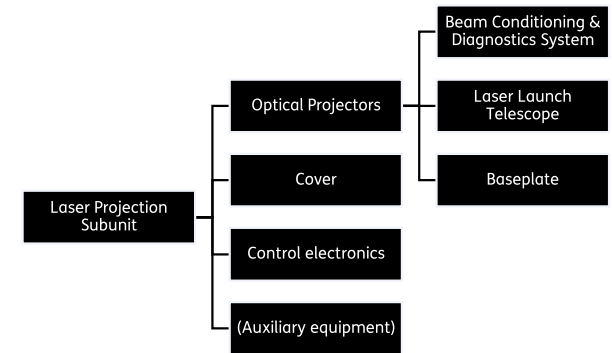 Laser Projection
Subunit
Optical Projectors
Cover
Control electronics
(Auxiliary equipment)
Beam Conditioning &
Diagnostics System
Laser Launch
Telescope
Baseplate